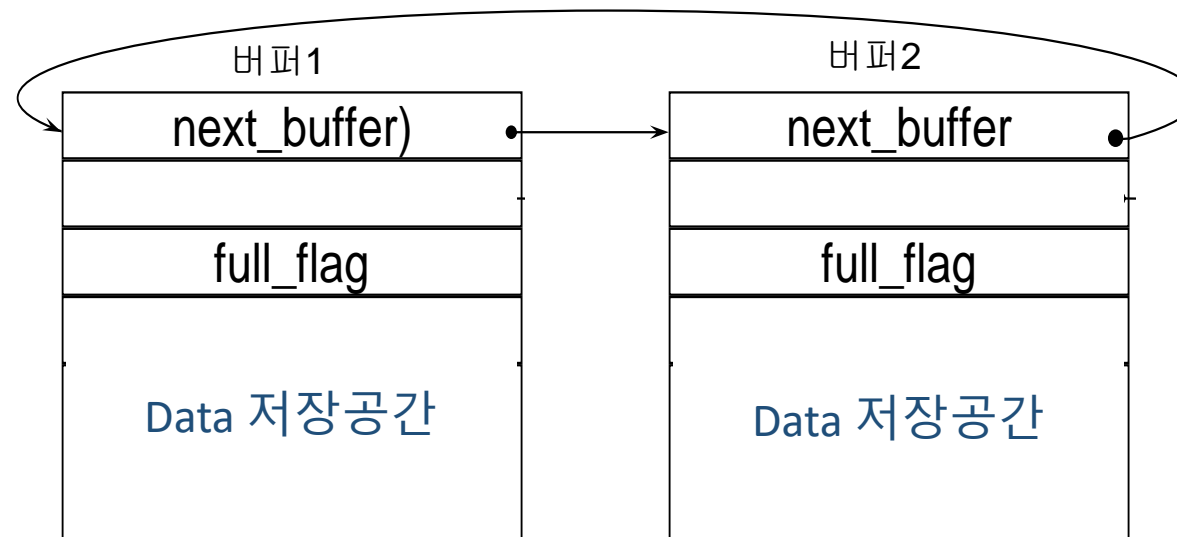 버퍼1
버퍼2
next_buffer)
next_buffer
full_flag
full_flag
Data 저장공간
Data 저장공간